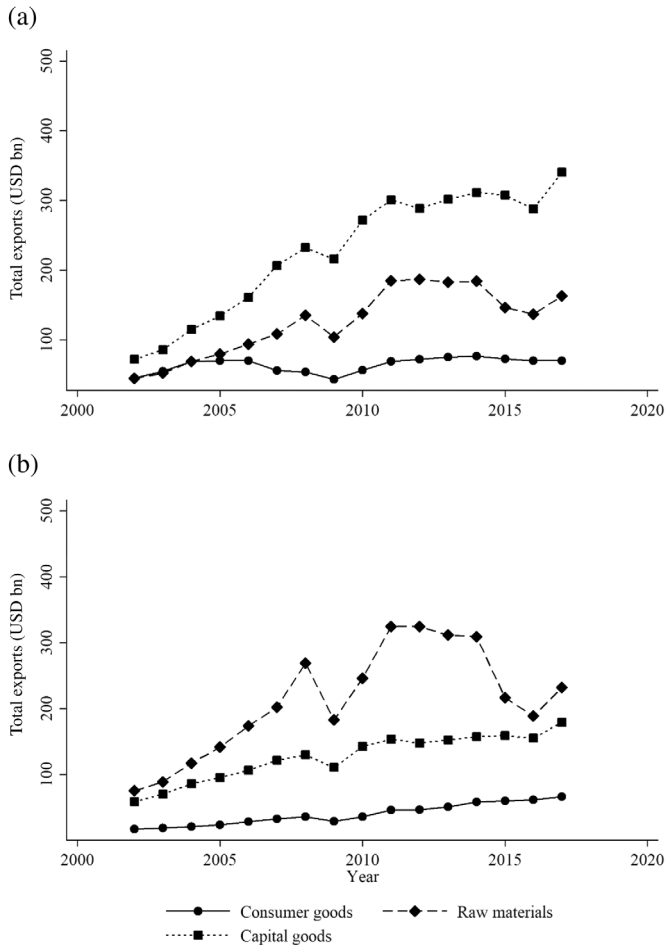 (a)
500
400
300
200
100
Total exports (USD bn)
2000 2005 2010 2015 2020
(b)
500
400
300
200
100
Total exports (USD bn)
2000 2005 2010 2015 2020
Year
Consumer goods Raw materials
Capital goods